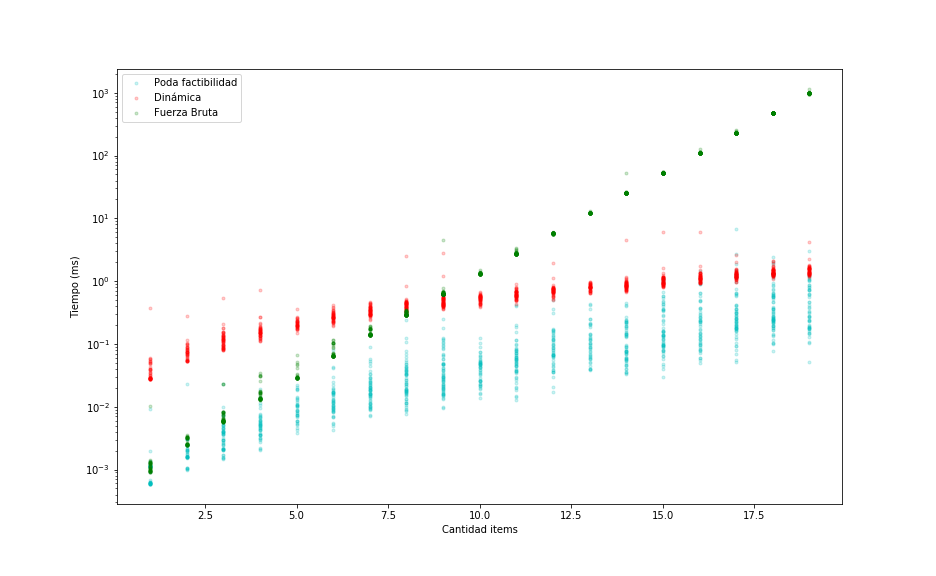 Poda factibilidad
Dinámica
Fuerza Bruta
Tiempo (ms)
10³
10²
10¹
10⁰
10⁻¹
10⁻²
10⁻³
2.5 5.0 7.5 10.0 12.5 15.0 17.5
Cantidad items